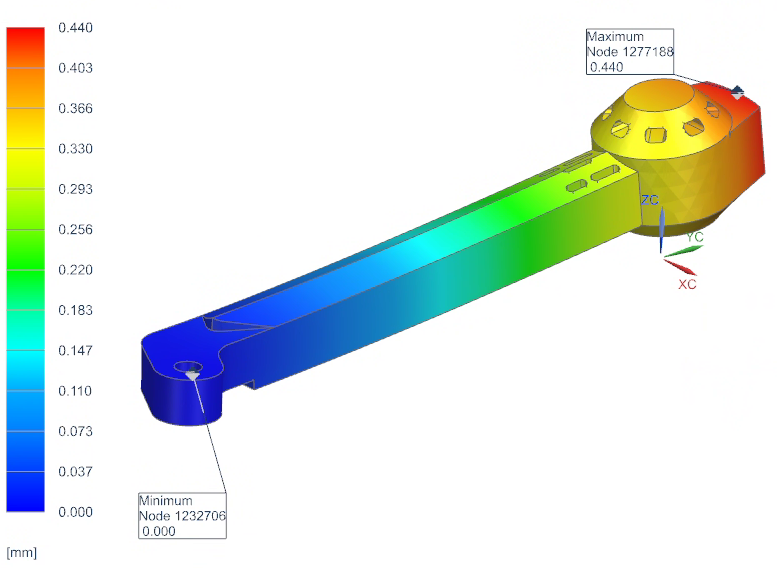 0.440
0.403
0.366
0.330
0.293
0.256
0.220
0.183
0.147
0.110
0.073
0.037
0.000
[mm]
Maximum
Node 1277188
0.440
ZC
YC
XC
Minimum
Node 1232706
0.000